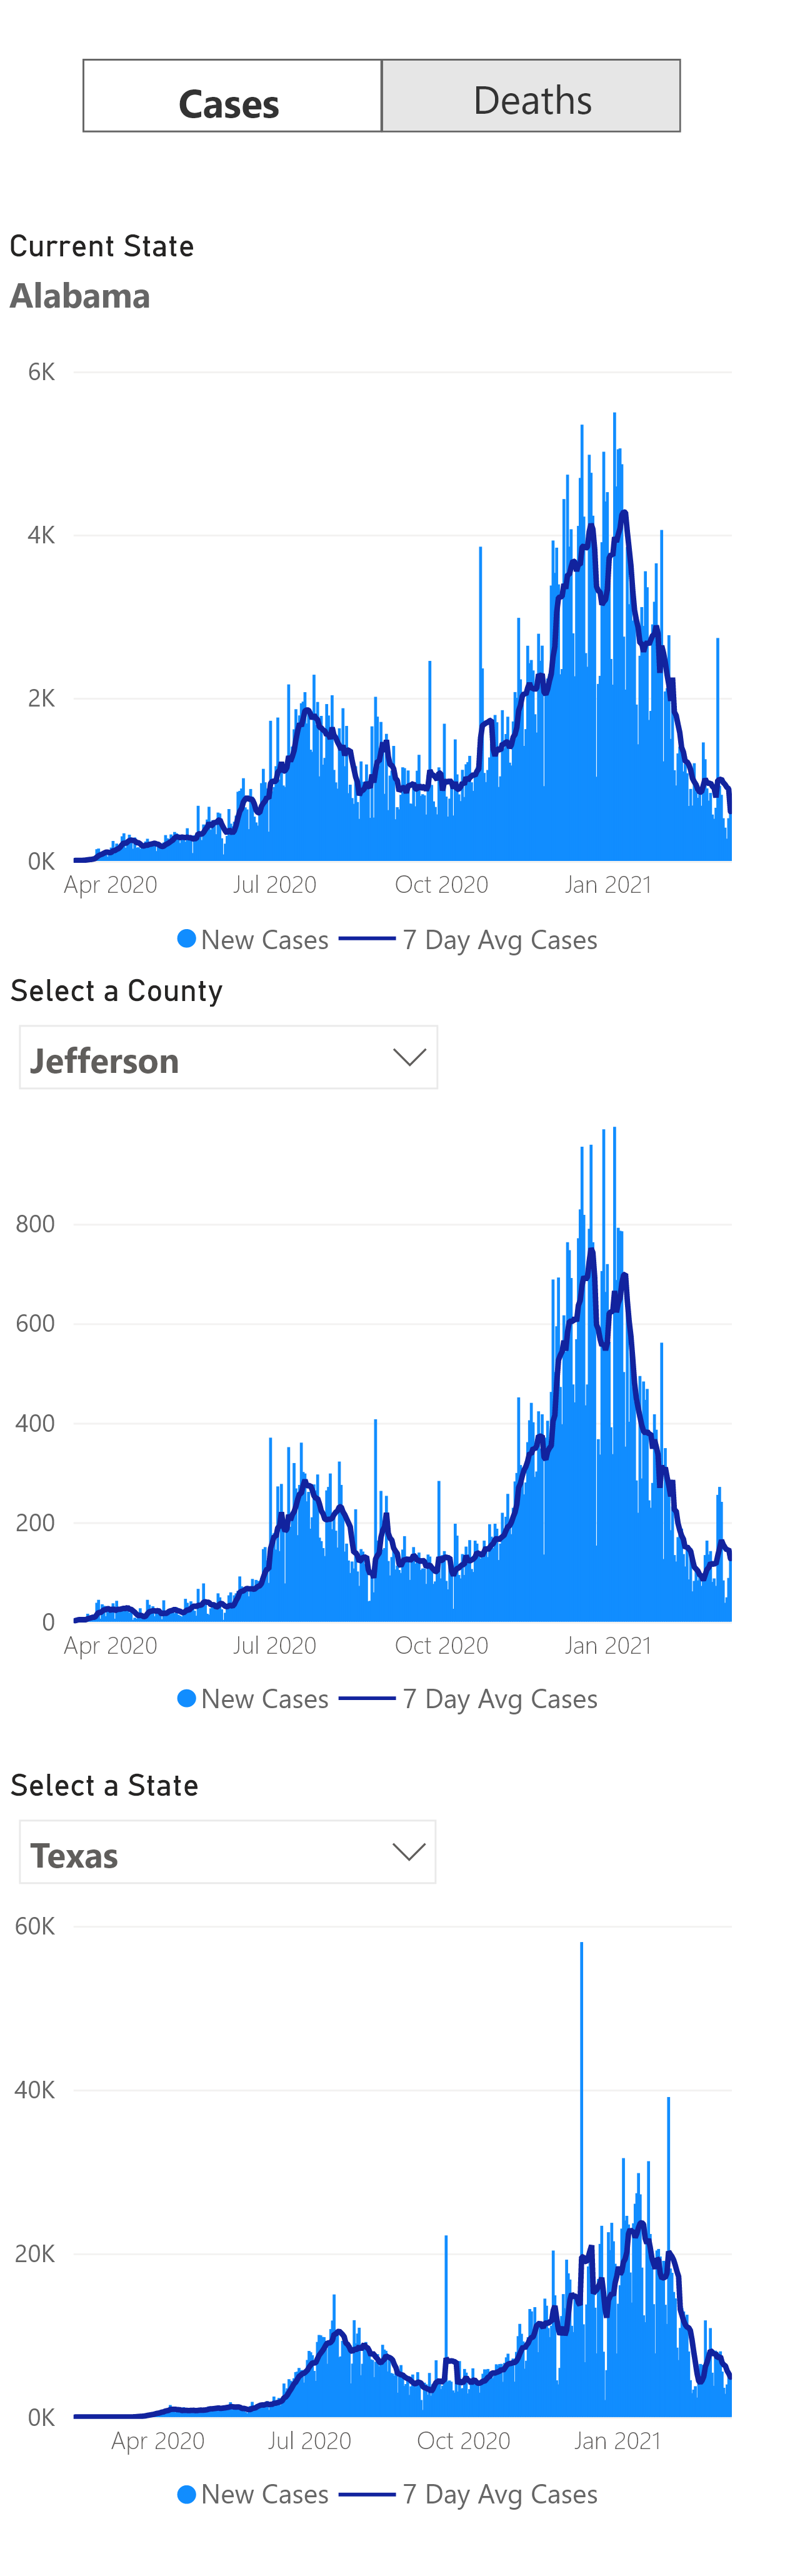 Cases Deaths
Current State
Alabama
6K
4K
2K
0K
Apr 2020 Jul 2020 Oct 2020 Jan 2021
New Cases 7 Day Avg Cases
Select a County
Jefferson
800
600
400
200
0
Apr 2020 Jul 2020 Oct 2020 Jan 2021
New Cases 7 Day Avg Cases
Select a State
Texas
60K
40K
20K
0K
Apr 2020 Jul 2020 Oct 2020 Jan 2021
New Cases 7 Day Avg Cases